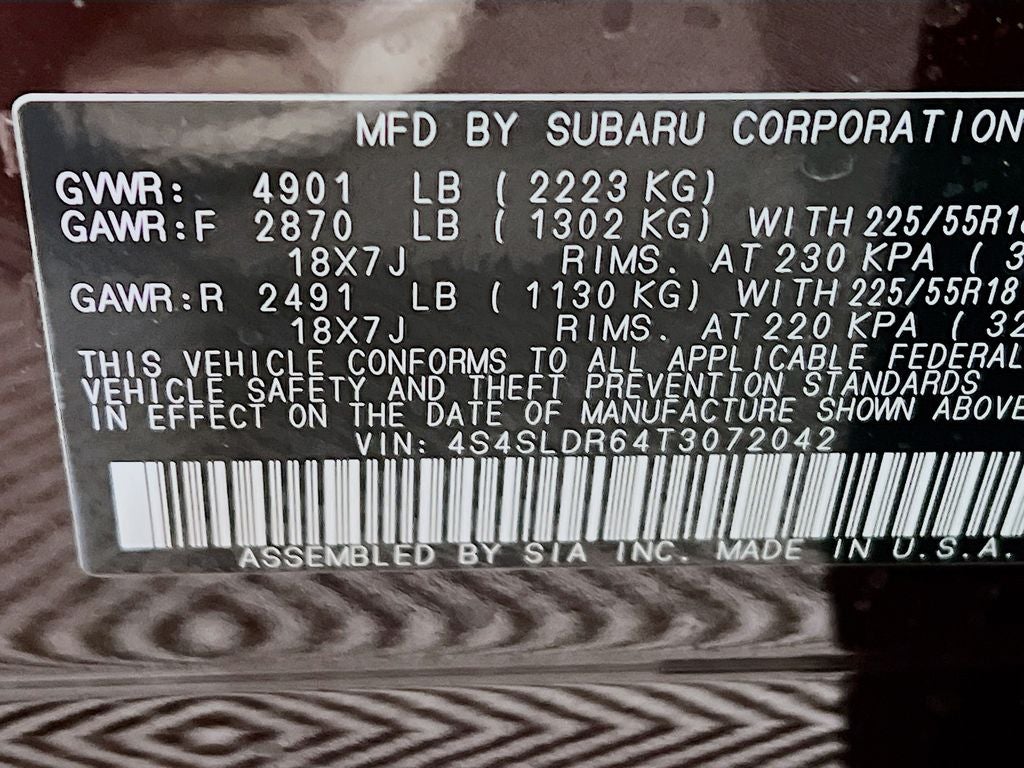 MFD BY SUBARU CORPORATION
GVWR: 4901 LB ( 2223 KG)
GAWR:F 2870 LB ( 1302 KG) WITH 225/55R18
18X7J RIMS. AT 230 KPA ( 3
GAWR:R 2491 LB ( 1130 KG) WITH 225/55R18
18X7J RIMS. AT 220 KPA ( 32
THIS VEHICLE CONFORMS TO ALL APPLICABLE FEDERAL
VEHICLE SAFETY AND THEFT PREVENTION STANDARDS
IN EFFECT ON THE DATE OF MANUFACTURE SHOWN ABOVE
VIN: 4S4SLDR64T3072042
ASSEMBLED BY SIA INC. MADE IN U.S.A.